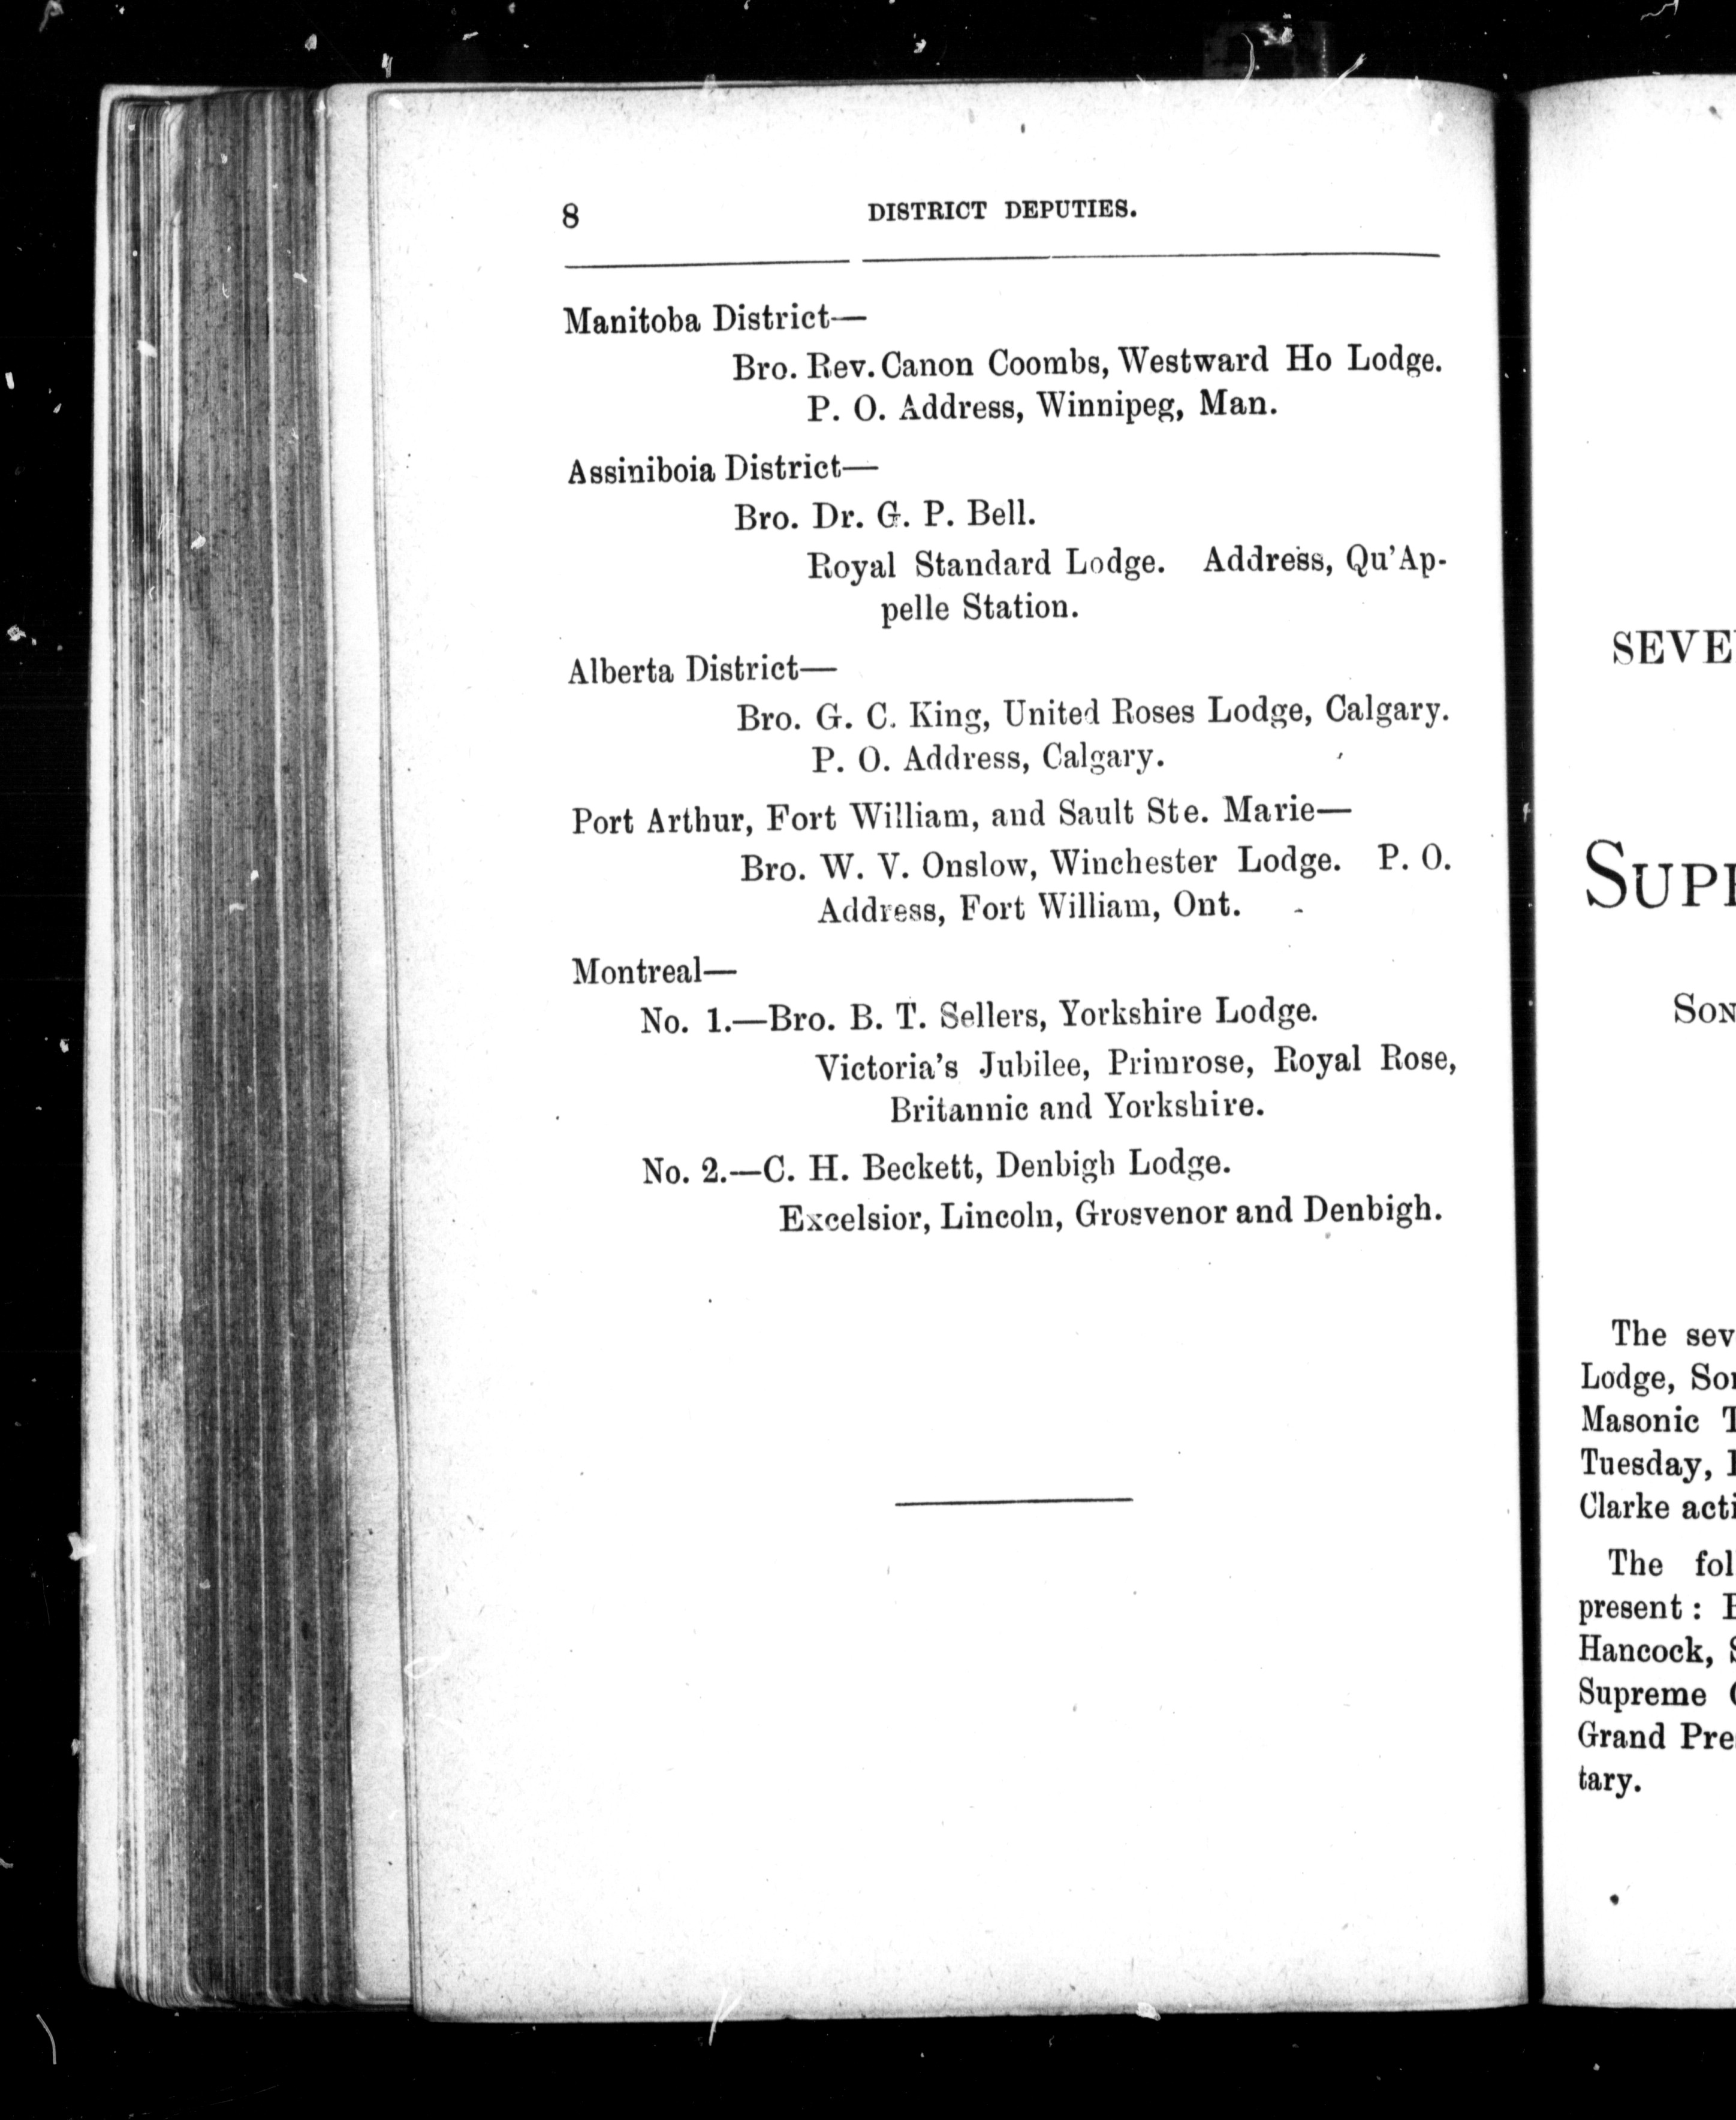 8 DISTRICT DEPUTIES.
Manitoba District—
Bro. Rev. Canon Coombs, Westward Ho Lodge.
P. O. Address, Winnipeg, Man.
Assiniboia District—
Bro. Dr. G. P. Bell.
Royal Standard Lodge. Address, Qu'Ap-
pelle Station.
Alberta District—
Bro. G. C. King, United Roses Lodge, Calgary.
P. O. Address, Calgary.
Port Arthur, Fort William, and Sault Ste. Marie—
Bro. W. V. Onslow, Winchester Lodge. P. O.
Address, Fort William, Ont.
Montreal—
No. 1.—Bro. B. T. Sellers, Yorkshire Lodge.
Victoria's Jubilee, Primrose, Royal Rose,
Britannic and Yorkshire.
No. 2.—C. H. Beckett, Denbigh Lodge.
Excelsior, Lincoln, Grosvenor and Denbigh.
SEVE
SUP
SON
The sev
Lodge, So
Masonic
Tuesday,
Clarke acti
The fol
present :
Hancock,
Supreme
Grand Pre
tary.